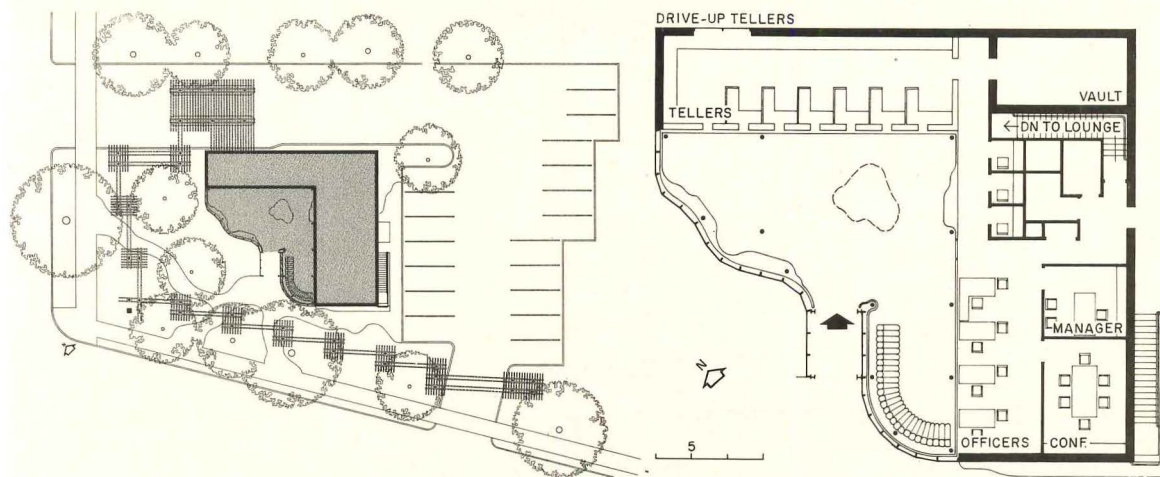 DRIVE-UP TELLERS
TELLERS
VAULT
←DN TO LOUNGE
MANAGER
N
5
OFFICERS
CONF.